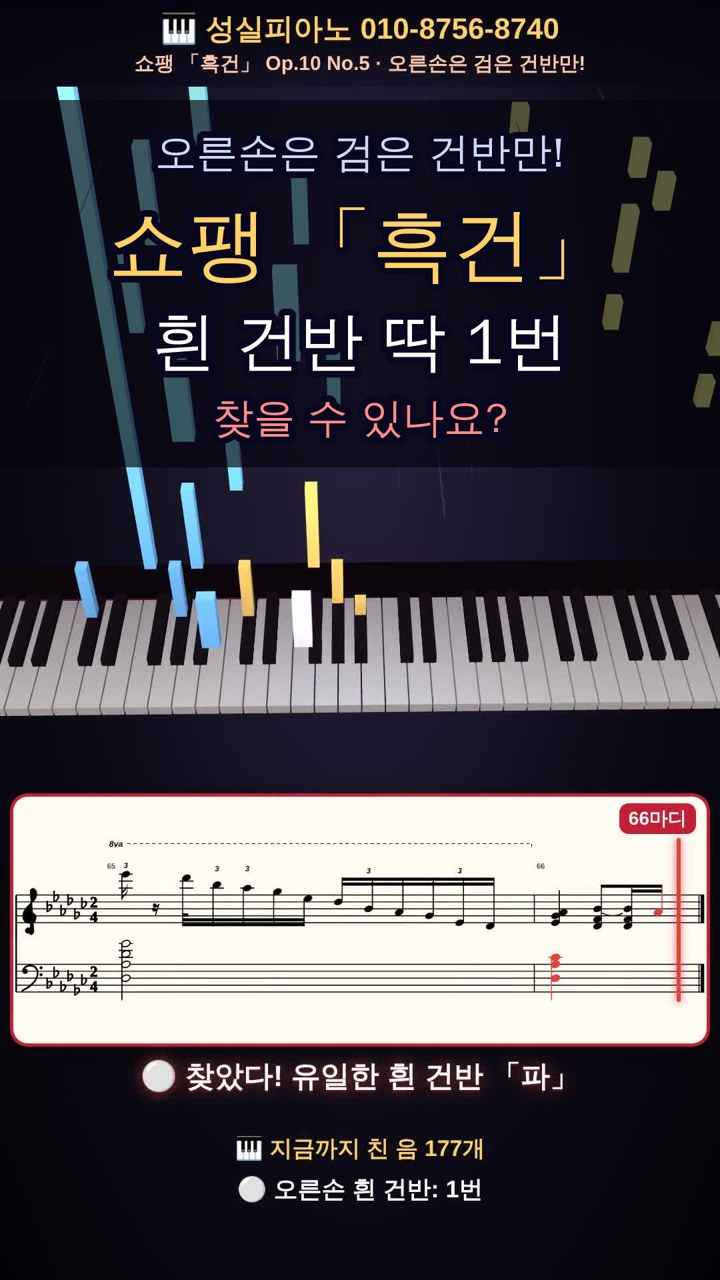 🎹 성실피아노 010-8756-8740
쇼팽 「흑건」 Op.10 No.5 · 오른손은 검은 건반만!
오른손은 검은 건반만!
쇼팽 「흑건」
흰 건반 딱 1번
찾을 수 있나요?
66마디
8va
65 3 3 3 3 3 66
2 4
2 4
⚪ 찾았다! 유일한 흰 건반 「파」
🎹 지금까지 친 음 177개
⚪ 오른손 흰 건반: 1번